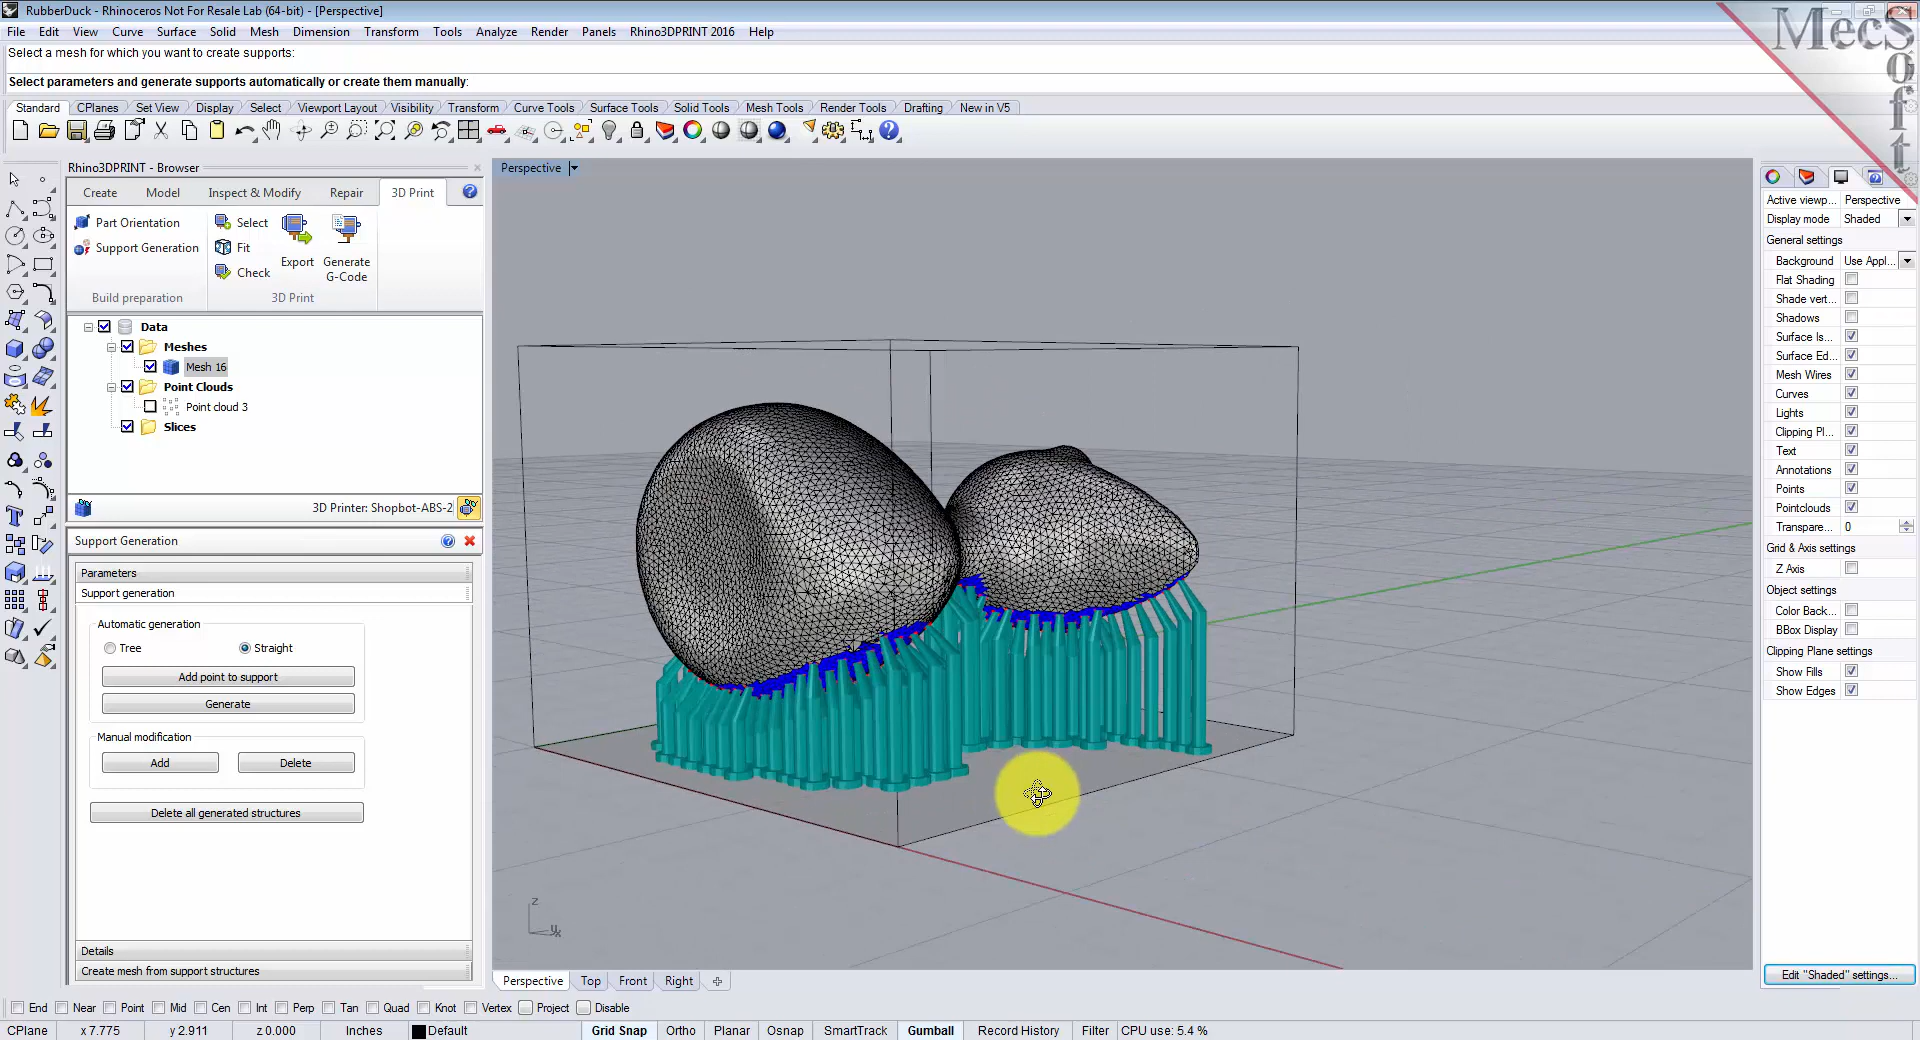 RubberDuck - Rhinoceros Not For Resale Lab (64-bit) - [Perspective]
File Edit View Curve Surface Solid Mesh Dimension Transform Tools Analyze Render Panels Rhino3DPRINT 2016 Help
Select a mesh for which you want to create supports:
Select parameters and generate supports automatically or create them manually:
MecSoft
Standard CPlanes Set View Display Select Viewport Layout Visibility Transform Curve Tools Surface Tools Solid Tools Mesh Tools Render Tools Drafting New in V5
Rhino3DPRINT - Browser
Create Model Inspect & Modify Repair 3D Print
Part Orientation
Support Generation
Build preparation
Select
Fit
Check
Export
Generate
G-Code
3D Print
Data
Meshes
Mesh 16
Point Clouds
Point cloud 3
Slices
3D Printer: Shopbot-ABS-2
Support Generation
Parameters
Support generation
Automatic generation
Tree Straight
Add point to support
Generate
Manual modification
Add Delete
Delete all generated structures
Details
Create mesh from support structures
Perspective
z
y
x
Perspective Top Front Right
Active viewp... Perspective
Display mode Shaded
General settings
Background Use Appl...
Flat Shading
Shade vert...
Shadows
Surface Is...
Surface Ed...
Mesh Wires
Curves
Lights
Clipping Pl...
Text
Annotations
Points
Pointclouds
Transpare... 0
Grid & Axis settings
Z Axis
Object settings
Color Back...
BBox Display
Clipping Plane settings
Show Fills
Show Edges
Edit "Shaded" settings...
End Near Point Mid Cen Int Perp Tan Quad Knot Vertex Project Disable
CPlane x 7.775 y 2.911 z 0.000 Inches Default Grid Snap Ortho Planar Osnap SmartTrack Gumball Record History Filter CPU use: 5.4 %